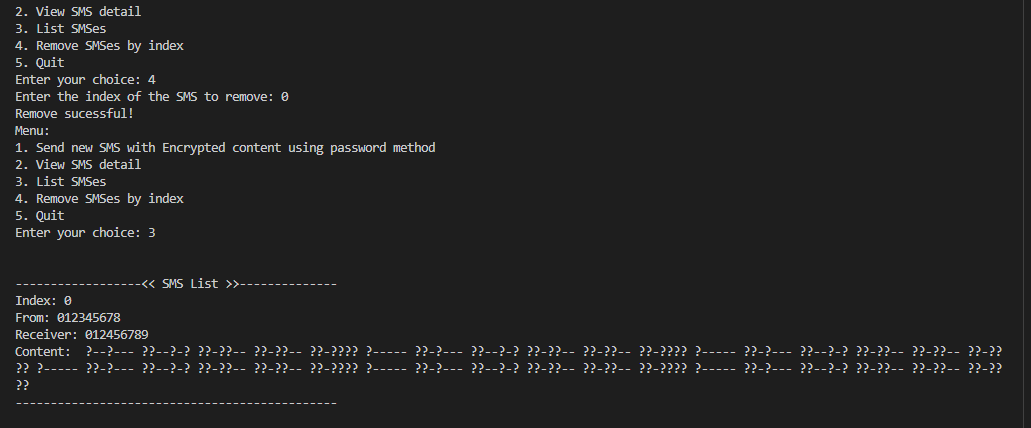 2. View SMS detail
3. List SMSes
4. Remove SMSes by index
5. Quit
Enter your choice: 4
Enter the index of the SMS to remove: 0
Remove sucessful!
Menu:
1. Send new SMS with Encrypted content using password method
2. View SMS detail
3. List SMSes
4. Remove SMSes by index
5. Quit
Enter your choice: 3
------------------<< SMS List >>--------------
Index: 0
From: 012345678
Receiver: 012456789
Content:  ?--?--- ??--?-? ??-??-- ??-??-- ??-???? ?----- ??-?--- ??--?-? ??-??-- ??-??-- ??-???? ?----- ??-?--- ??--?-? ??-??-- ??-??-- ??-??
?? ?----- ??-?--- ??--?-? ??-??-- ??-??-- ??-???? ?----- ??-?--- ??--?-? ??-??-- ??-??-- ??-???? ?----- ??-?--- ??--?-? ??-??-- ??-??-- ??-??
??
----------------------------------------------